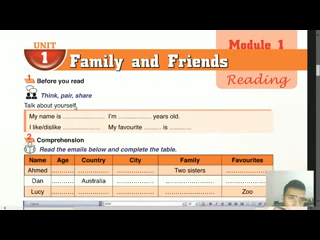 UNIT
1
Family and Friends
Module 1
Reading
1 Before you read
Think, pair, share
Talk about yourself.
My name is .................... I'm ................ years old.
I like/dislike .................... My favourite .......... is ..........
2 Comprehension
Read the emails below and complete the table.
Name Age Country City Family Favourites
Ahmed ............ ............ ............ Two sisters ............
Dan ............ Australia ............ ............ ............
Lucy ............ ............ ............ ............ Zoo